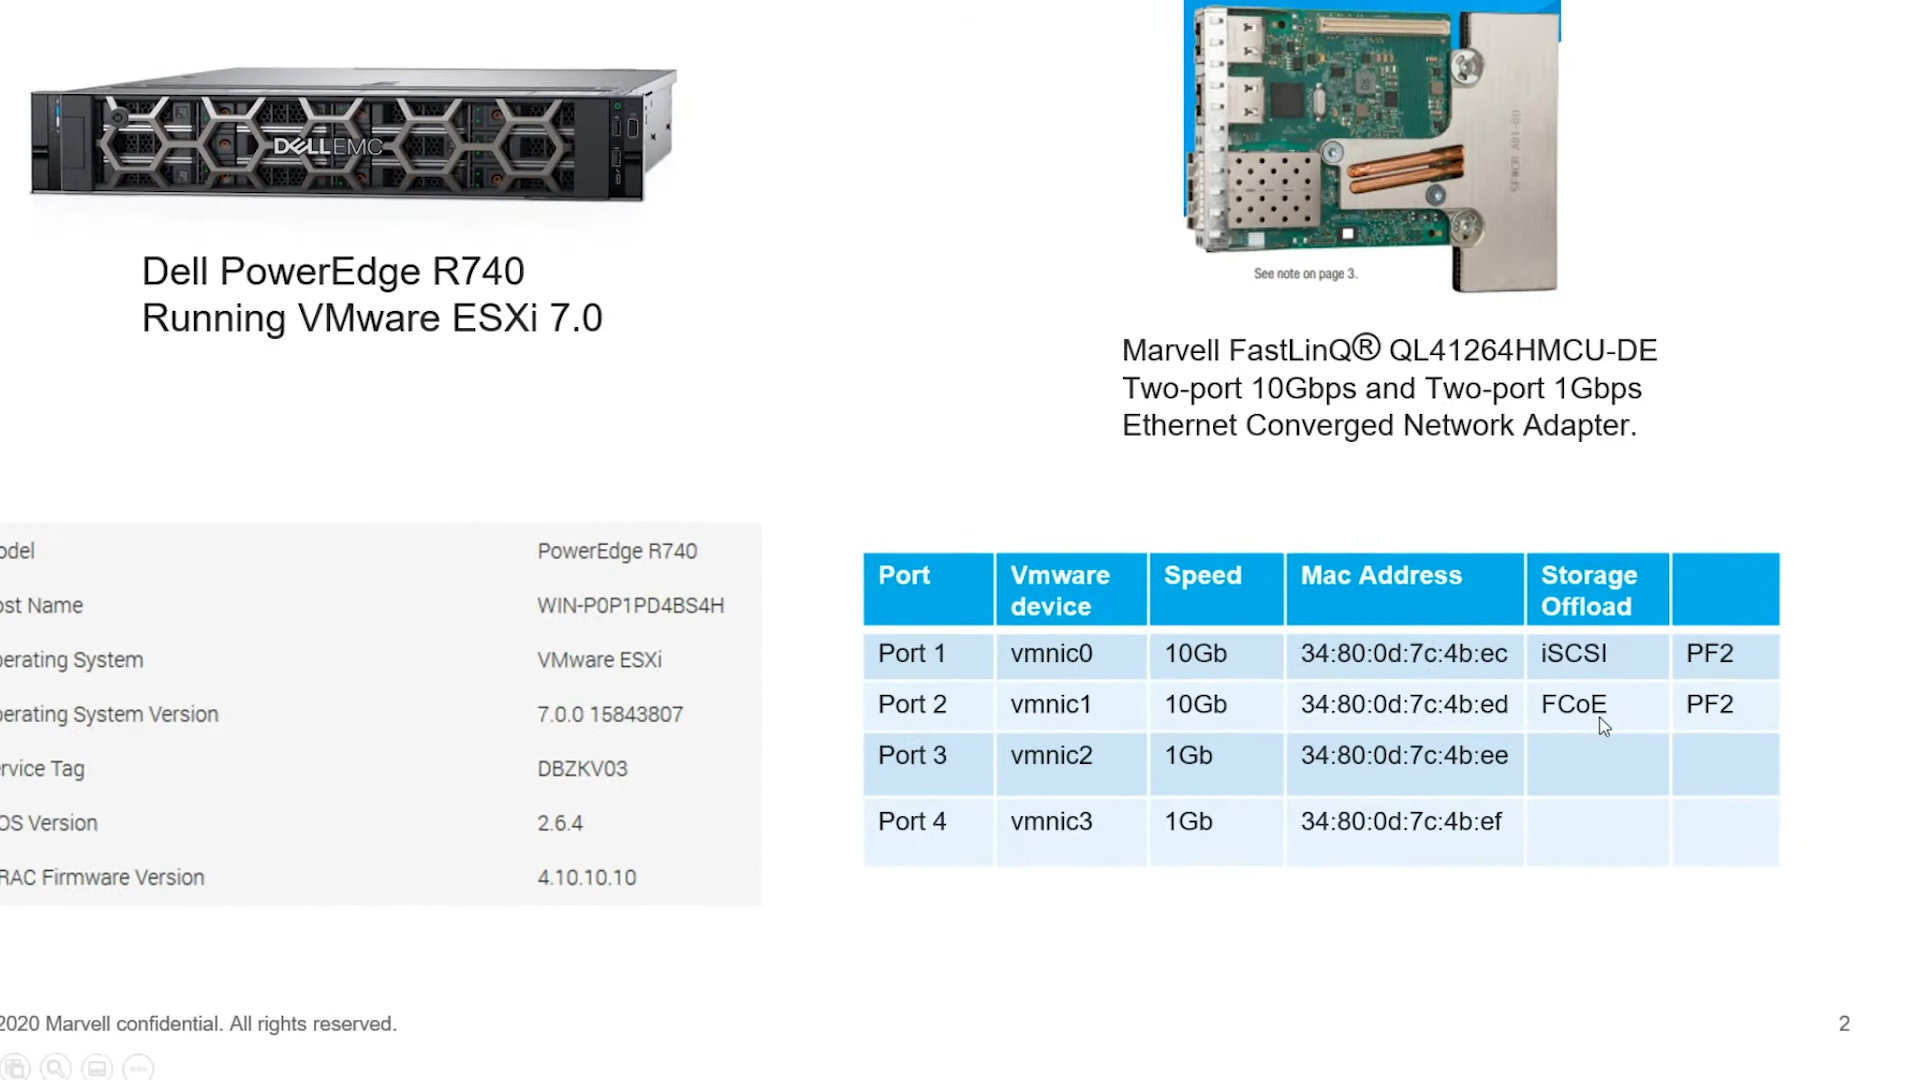 DELL EMC
Dell PowerEdge R740
Running VMware ESXi 7.0
See note on page 3.
Marvell FastLinQ® QL41264HMCU-DE
Two-port 10Gbps and Two-port 1Gbps
Ethernet Converged Network Adapter.
odel PowerEdge R740
ost Name WIN-P0P1PD4BS4H
perating System VMware ESXi
perating System Version 7.0.0 15843807
rvice Tag DBZKV03
OS Version 2.6.4
RAC Firmware Version 4.10.10.10
Port Vmware device Speed Mac Address Storage Offload
Port 1 vmnic0 10Gb 34:80:0d:7c:4b:ec iSCSI PF2
Port 2 vmnic1 10Gb 34:80:0d:7c:4b:ed FCoE PF2
Port 3 vmnic2 1Gb 34:80:0d:7c:4b:ee
Port 4 vmnic3 1Gb 34:80:0d:7c:4b:ef
2020 Marvell confidential. All rights reserved.
2